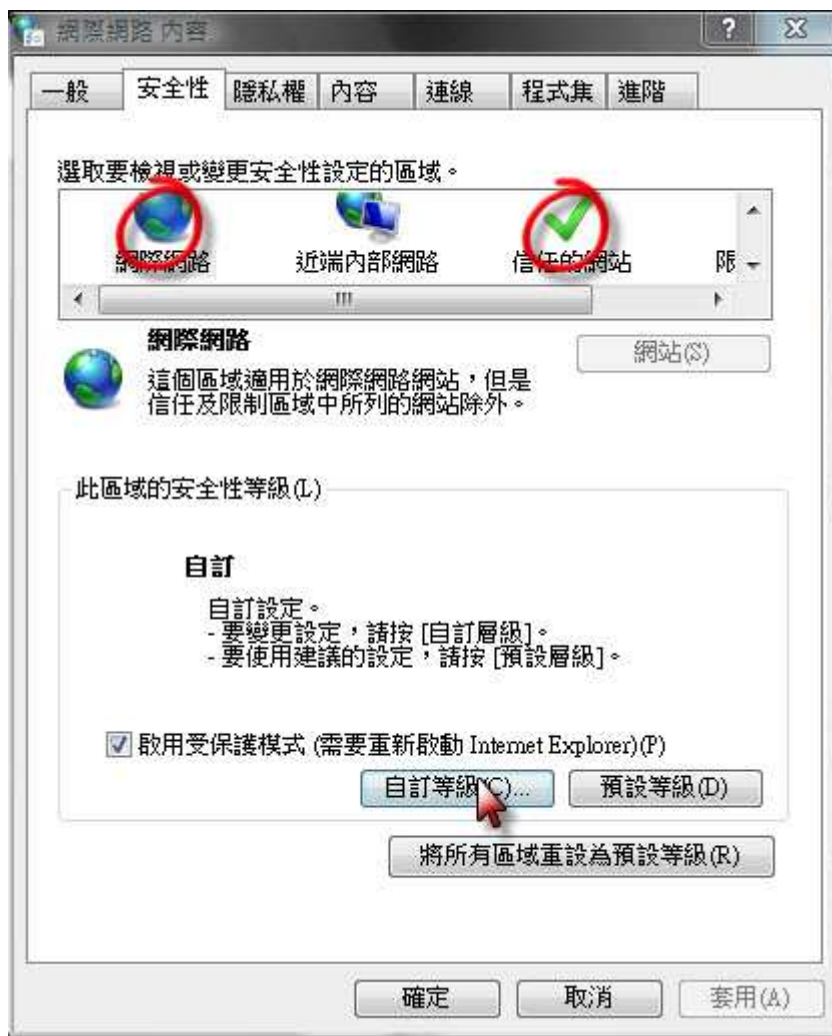 網際網路 內容
一般 安全性 隱私權 內容 連線 程式集 進階
選取要檢視或變更安全性設定的區域。
網際網路 近端內部網路 信任的網站 限
網際網路
網站(S)
這個區域適用於網際網路網站，但是
信任及限制區域中所列的網站除外。
此區域的安全性等級(L)
自訂
自訂設定。
- 要變更設定，請按 [自訂層級]。
- 要使用建議的設定，請按 [預設層級]。
啟用受保護模式 (需要重新啟動 Internet Explorer)(P)
自訂等級(C)... 預設等級(D)
將所有區域重設為預設等級(R)
確定 取消 套用(A)